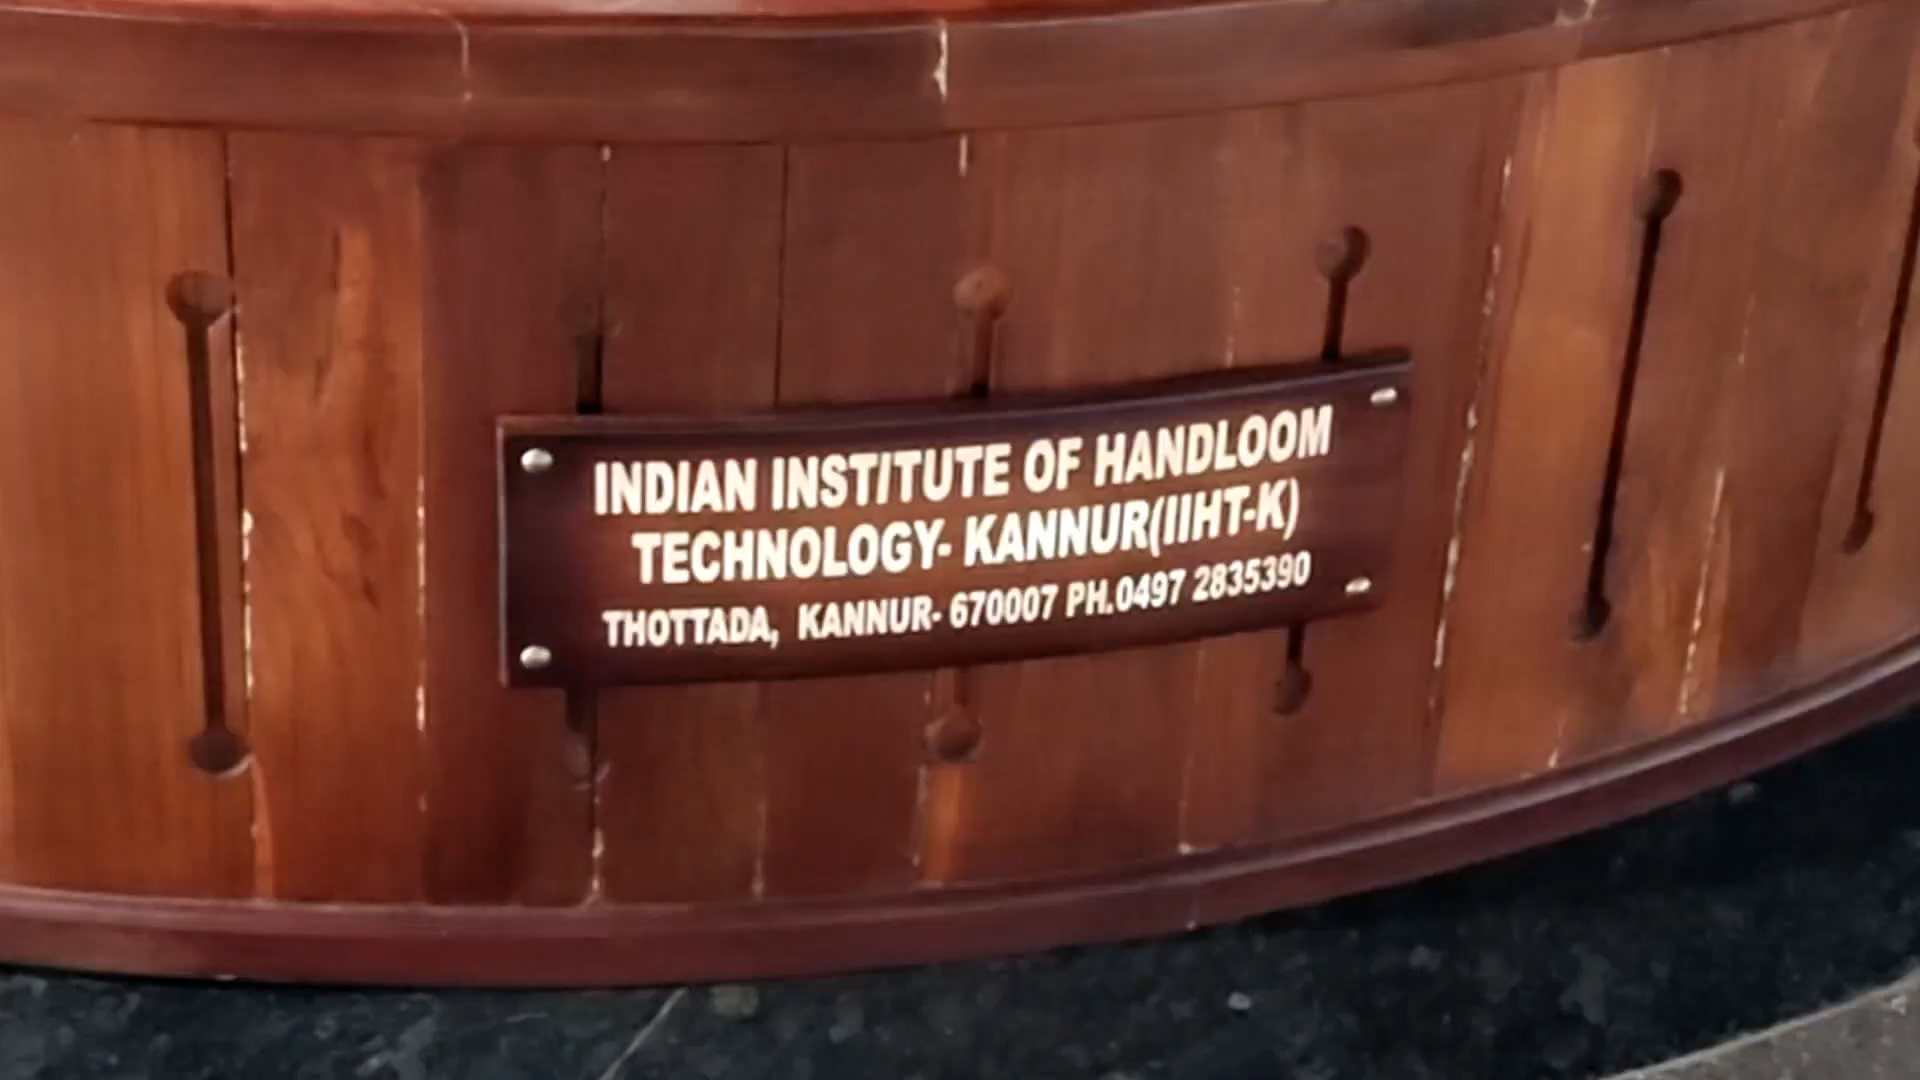 INDIAN INSTITUTE OF HANDLOOM
TECHNOLOGY- KANNUR(IIHT-K)
THOTTADA, KANNUR- 670007 PH.0497 2835390